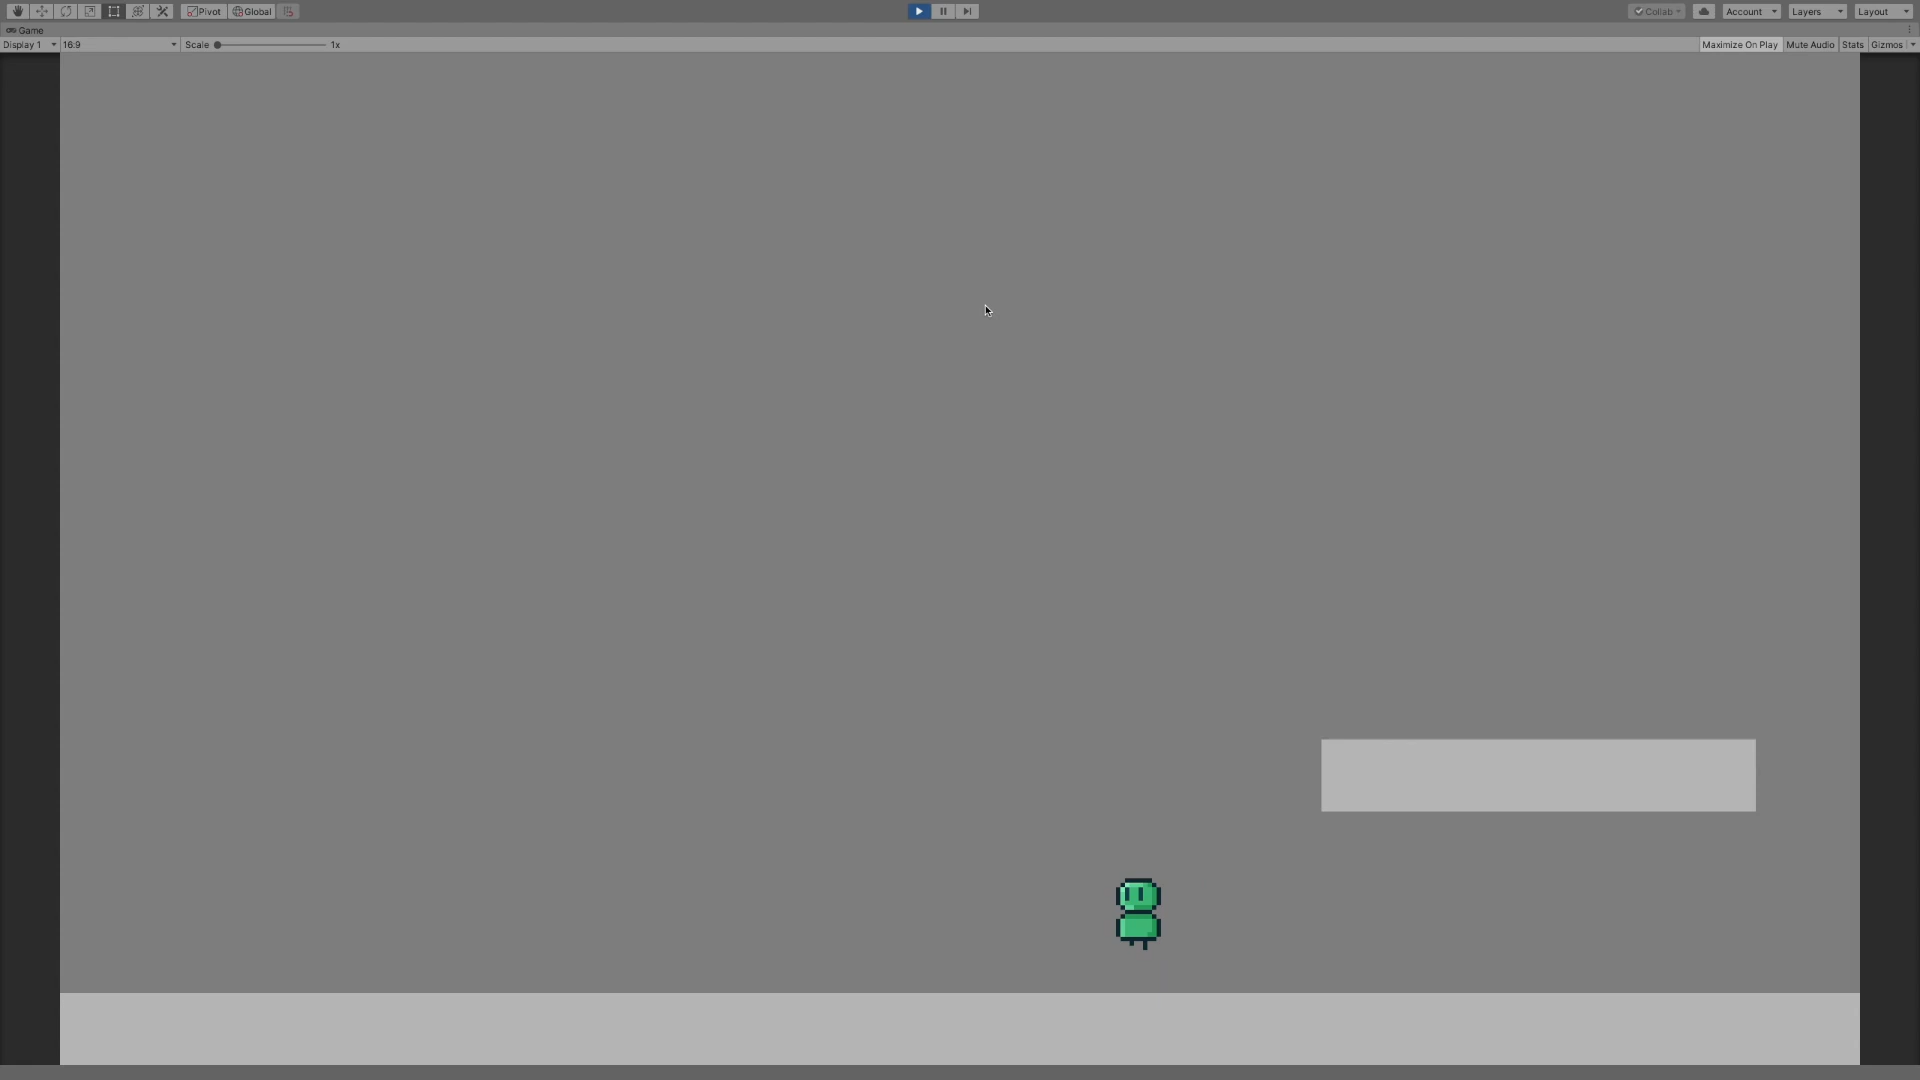 Pivot Global Collab Account Layers Layout
Game
Display 1 16:9 Scale 1x Maximize On Play Mute Audio Stats Gizmos